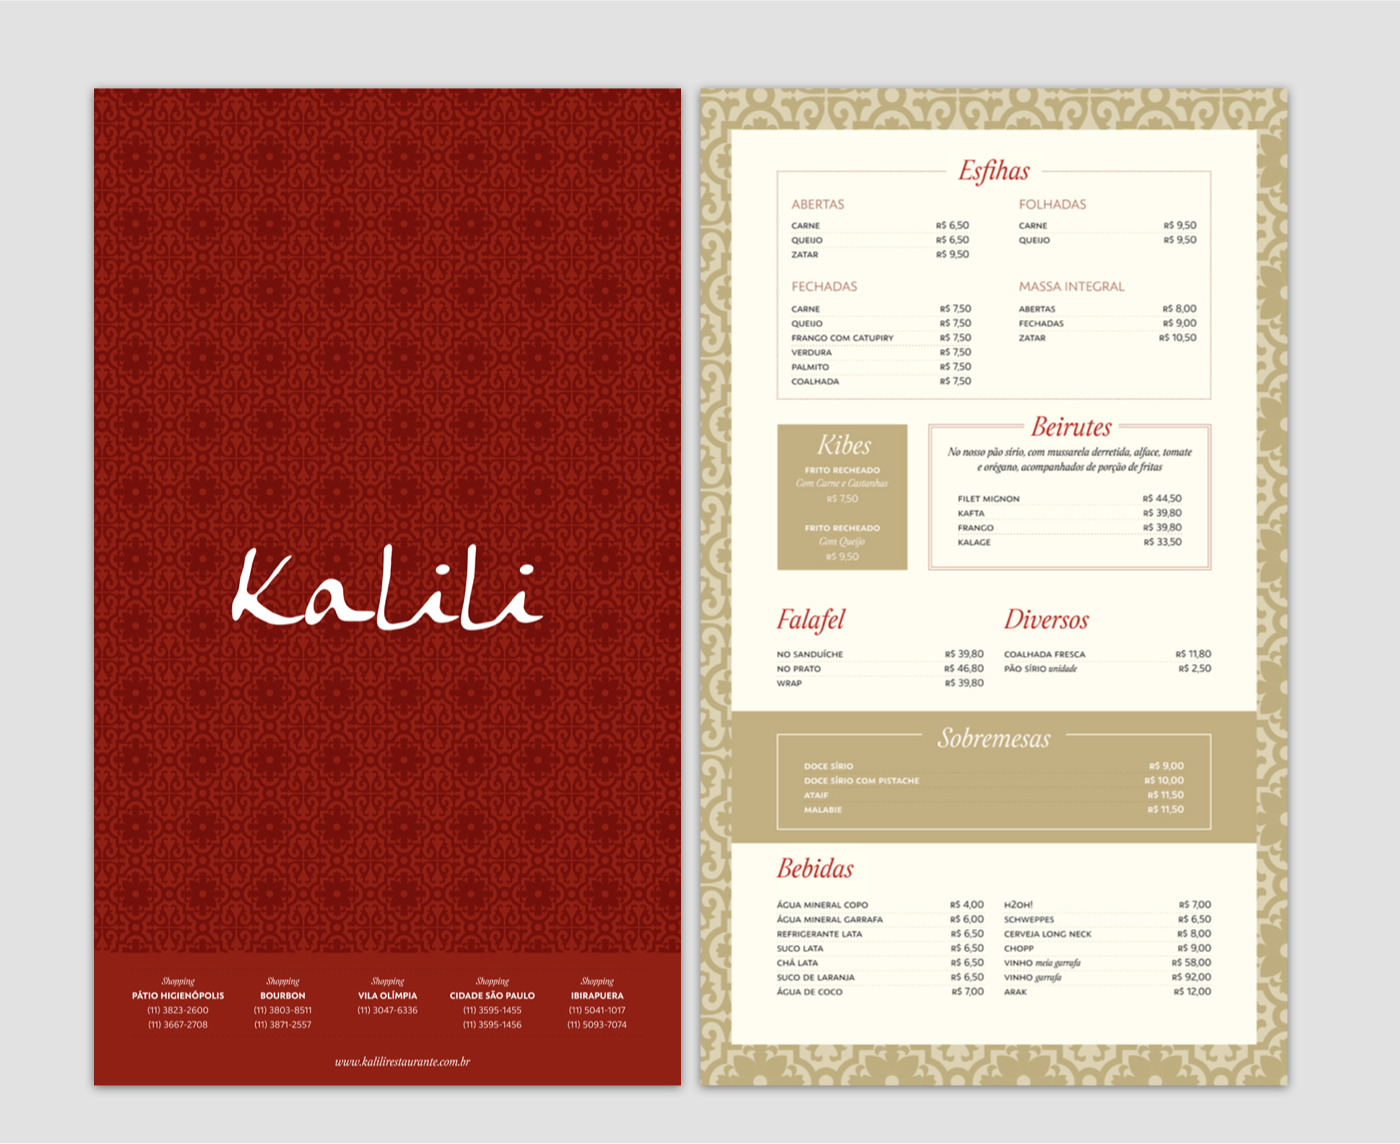 Kalili
Shopping
PÁTIO HIGIENÓPOLIS
(11) 3823-2600
(11) 3667-2708
Shopping
BOURBON
(11) 3803-8511
(11) 3871-2557
Shopping
VILA OLÍMPIA
(11) 3047-6336
Shopping
CIDADE SÃO PAULO
(11) 3595-1455
(11) 3595-1456
Shopping
IBIRAPUERA
(11) 5041-1017
(11) 5093-7074
www.kalilirestaurante.com.br
Esfihas
ABERTAS
CARNE R$ 6,50
QUEIJO R$ 6,50
ZATAR R$ 9,50
FOLHADAS
CARNE R$ 9,50
QUEIJO R$ 9,50
FECHADAS
CARNE R$ 7,50
QUEIJO R$ 7,50
FRANGO COM CATUPIRY R$ 7,50
VERDURA R$ 7,50
PALMITO R$ 7,50
COALHADA R$ 7,50
MASSA INTEGRAL
ABERTAS R$ 8,00
FECHADAS R$ 9,00
ZATAR R$ 10,50
Kibes
FRITO RECHEADO
Com Carne e Castanhas
R$ 7,50
FRITO RECHEADO
Com Queijo
R$ 9,50
Beirutes
No nosso pão sírio, com mussarela derretida, alface, tomate
e orégano, acompanhados de porção de fritas
FILET MIGNON R$ 44,50
KAFTA R$ 39,80
FRANGO R$ 39,80
KALAGE R$ 33,50
Falafel
NO SANDUÍCHE R$ 39,80
NO PRATO R$ 46,80
WRAP R$ 39,80
Diversos
COALHADA FRESCA R$ 11,80
PÃO SÍRIO unidade R$ 2,50
Sobremesas
DOCE SÍRIO R$ 9,00
DOCE SÍRIO COM PISTACHE R$ 10,00
ATAIF R$ 11,50
MALABIE R$ 11,50
Bebidas
ÁGUA MINERAL COPO R$ 4,00
ÁGUA MINERAL GARRAFA R$ 6,00
REFRIGERANTE LATA R$ 6,50
SUCO LATA R$ 6,50
CHÁ LATA R$ 6,50
SUCO DE LARANJA R$ 6,50
ÁGUA DE COCO R$ 7,00
H2OH! R$ 7,00
SCHWEPPES R$ 6,50
CERVEJA LONG NECK R$ 8,00
CHOPP R$ 9,00
VINHO meia garrafa R$ 58,00
VINHO garrafa R$ 92,00
ARAK R$ 12,00